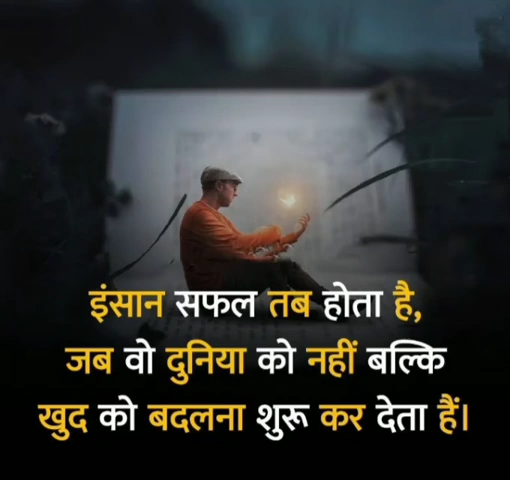 इंसान सफल तब होता है,
जब वो दुनिया को नहीं बल्कि
खुद को बदलना शुरू कर देता हैं।